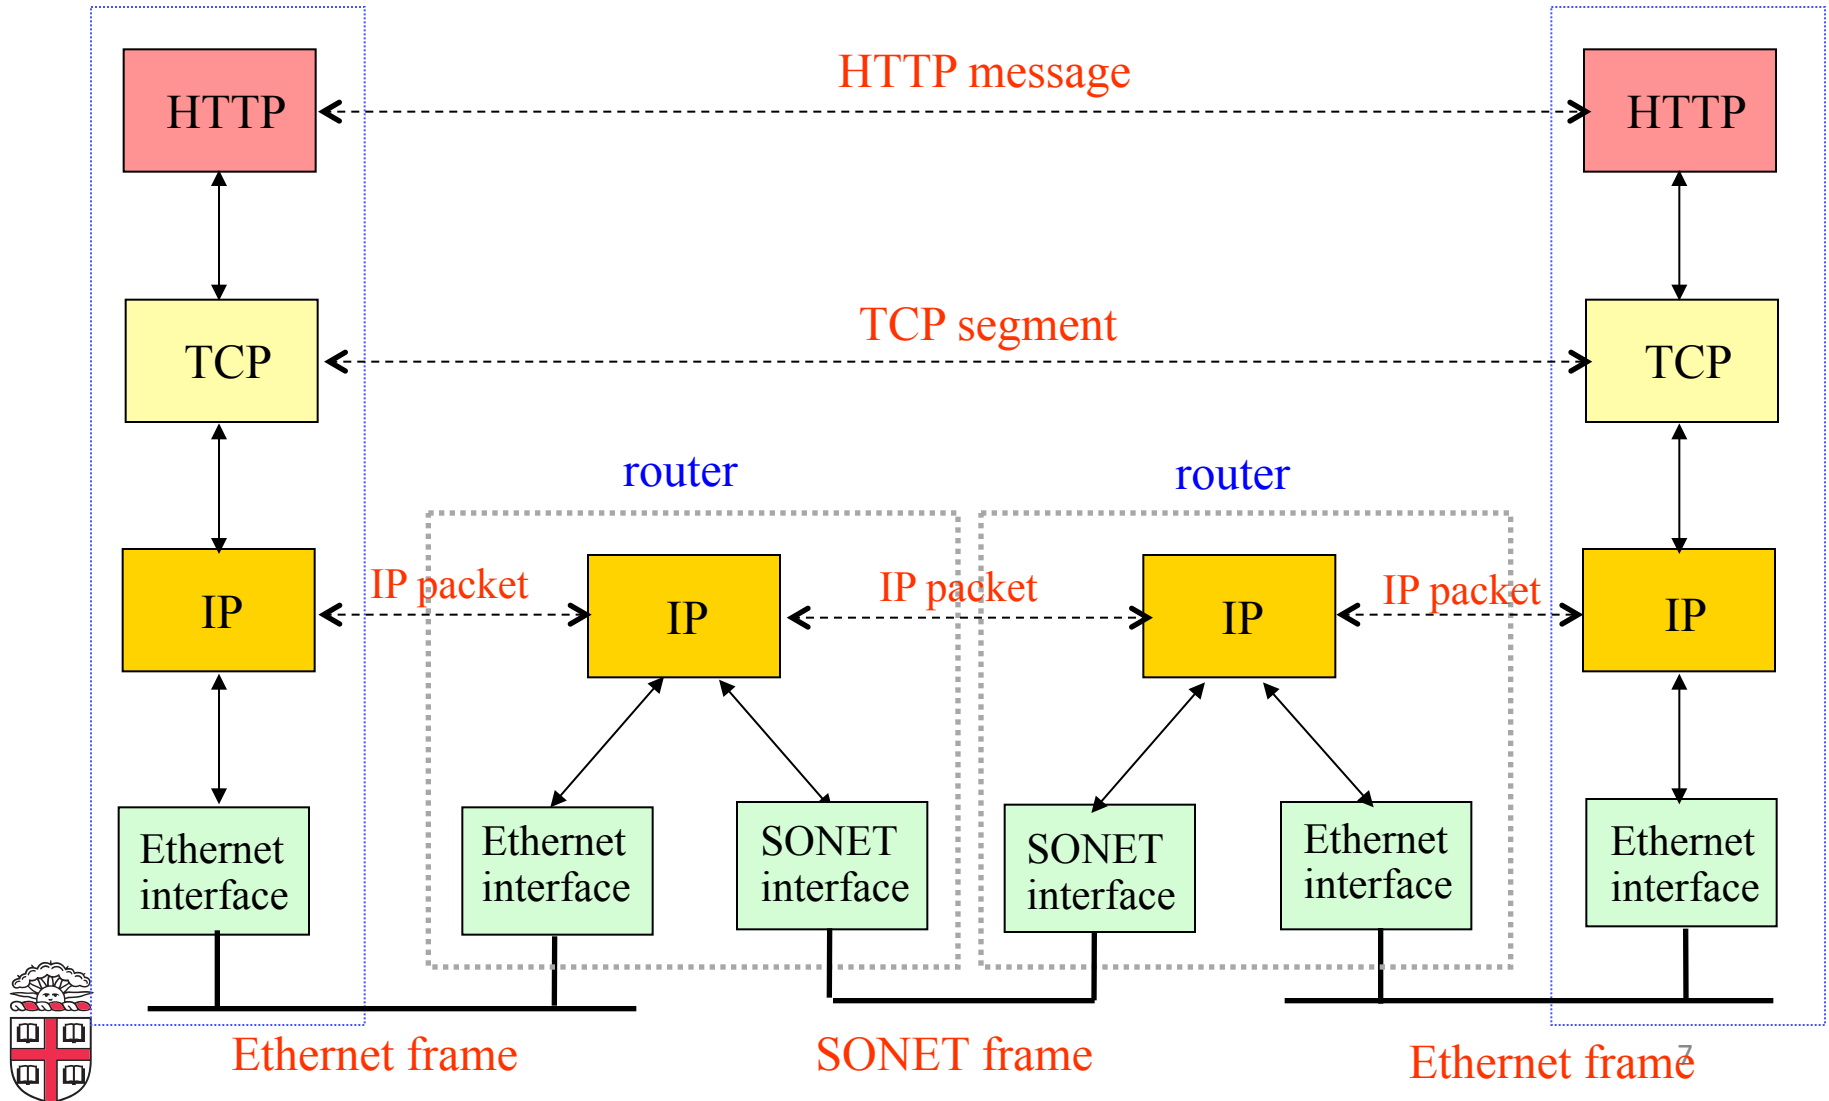 HTTP message
HTTP
HTTP
TCP segment
TCP
TCP
router
router
IP packet
IP packet
IP packet
IP
IP
IP
IP
Ethernet
interface
Ethernet
interface
SONET
interface
SONET
interface
Ethernet
interface
Ethernet
interface
Ethernet frame
SONET frame
Ethernet frame
7